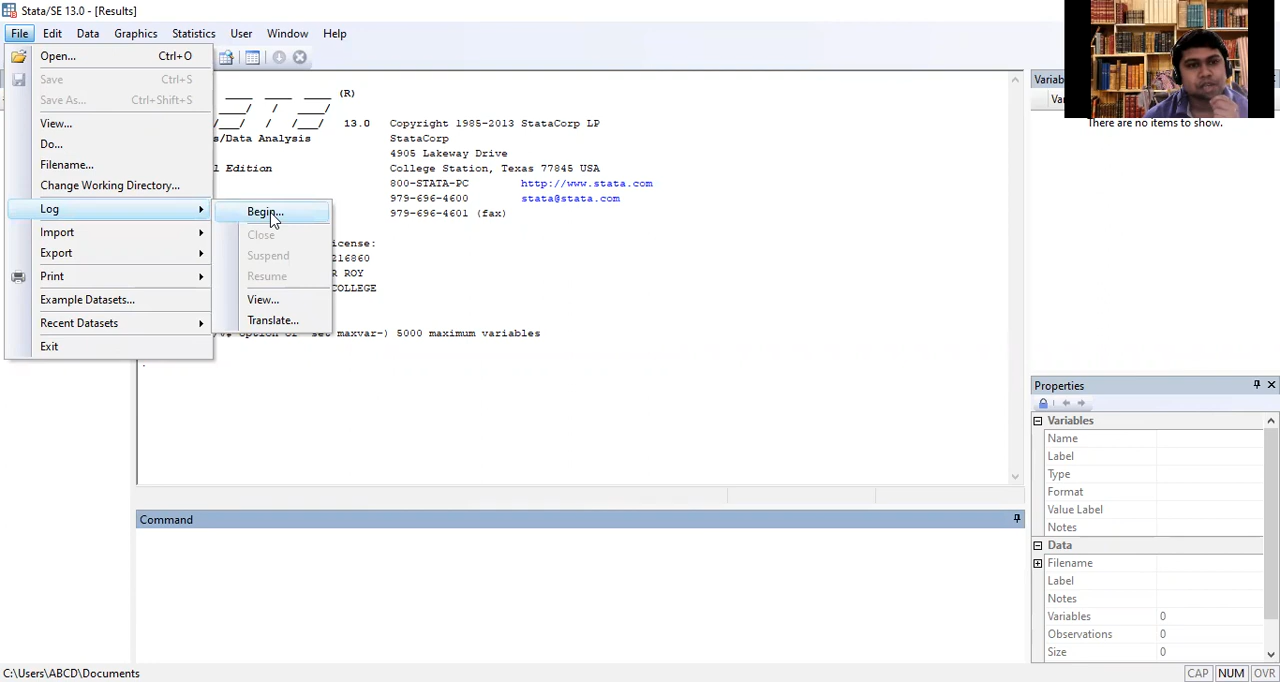 Stata/SE 13.0 - [Results]
File Edit Data Graphics Statistics User Window Help
Open... Ctrl+O
Save Ctrl+S
Save As... Ctrl+Shift+S
View...
Do...
Filename...
Change Working Directory...
Log
Import
Export
Print
Example Datasets...
Recent Datasets
Exit
Begin...
Close
Suspend
Resume
View...
Translate...
(R)
13.0 Copyright 1985-2013 StataCorp LP
s/Data Analysis StataCorp
4905 Lakeway Drive
l Edition College Station, Texas 77845 USA
800-STATA-PC http://www.stata.com
979-696-4600 stata@stata.com
979-696-4601 (fax)
icense:
216860
R ROY
COLLEGE
set maxvar-) 5000 maximum variables
.
Command
Variab
Var
There are no items to show.
Properties
Variables
Name
Label
Type
Format
Value Label
Notes
Data
Filename
Label
Notes
Variables 0
Observations 0
Size 0
C:\Users\ABCD\Documents
CAP NUM OVR